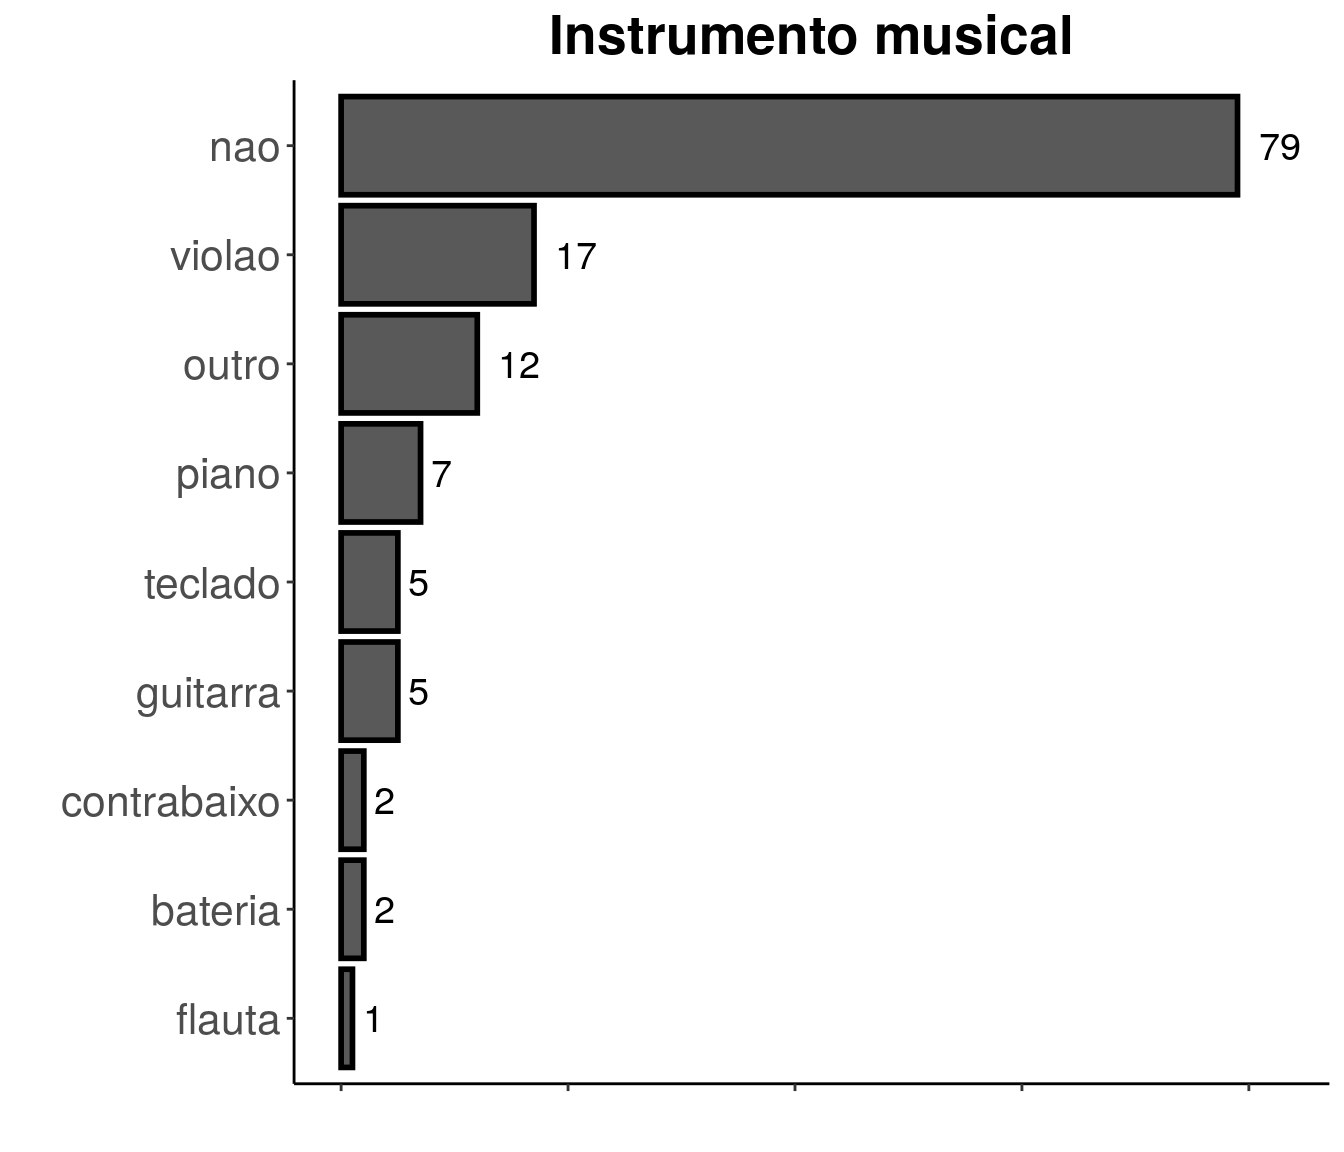 Instrumento musical
nao 79
violao 17
outro 12
piano 7
teclado 5
guitarra 5
contrabaixo 2
bateria 2
flauta 1